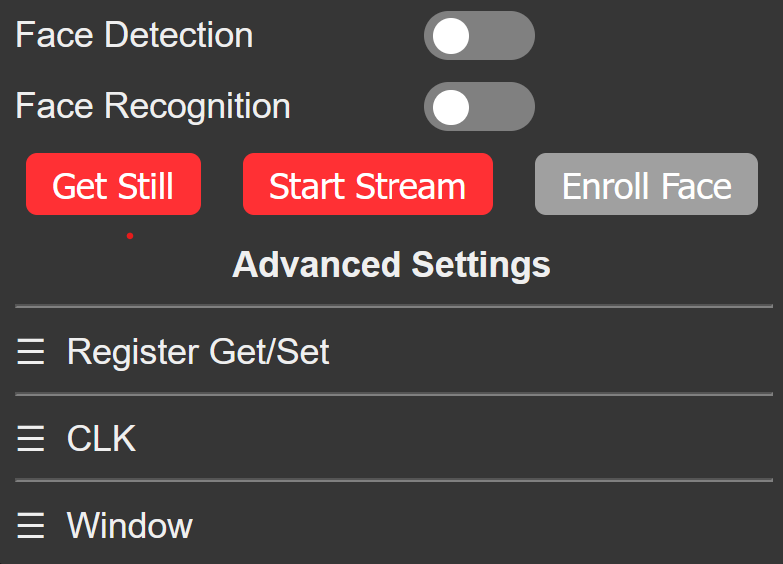 Face Detection
Face Recognition
Get Still Start Stream Enroll Face
Advanced Settings
☰ Register Get/Set
☰ CLK
☰ Window